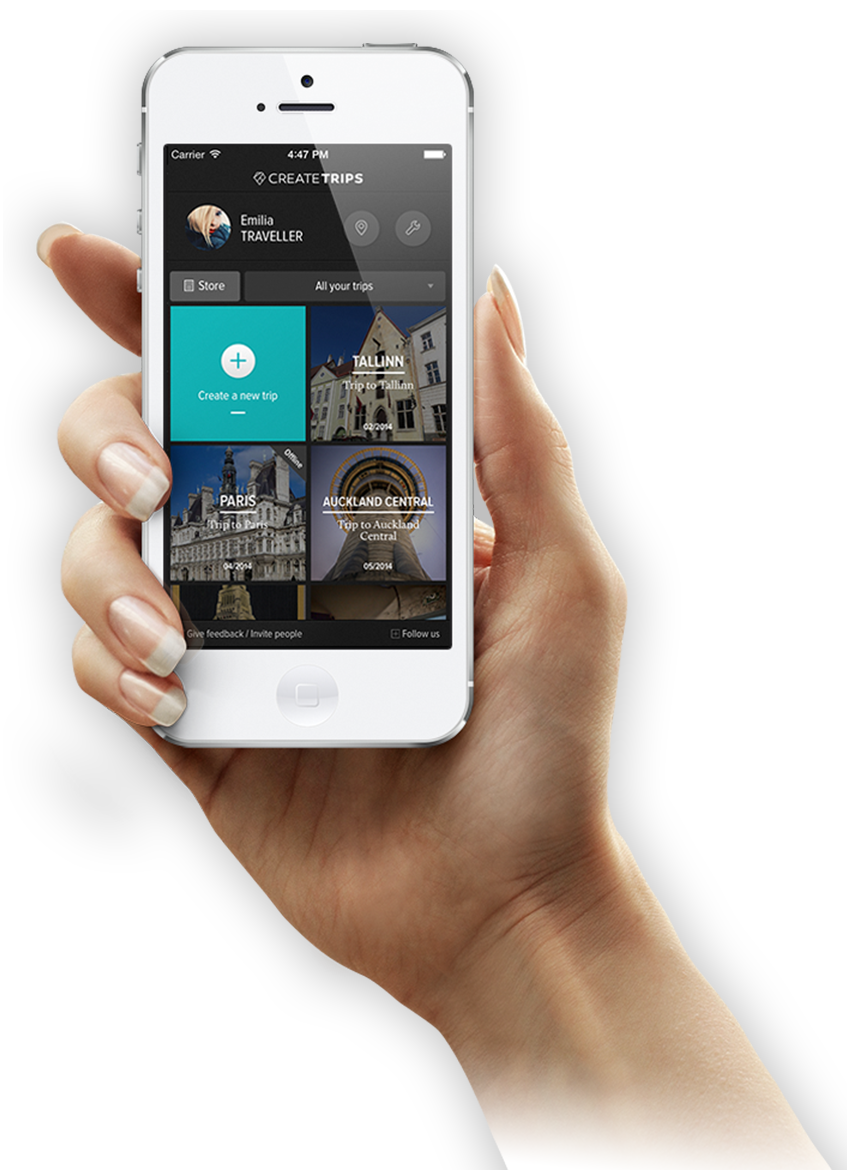 Carrier 4:47 PM
CREATETRIPS
Emilia
TRAVELLER
Store
All your trips
Create a new trip
TALLINN
Trip to Tallinn
02/2014
Offline
PARIS
Trip to Paris
04/2014
AUCKLAND CENTRAL
Trip to Auckland
Central
05/2014
Give feedback / Invite people
Follow us